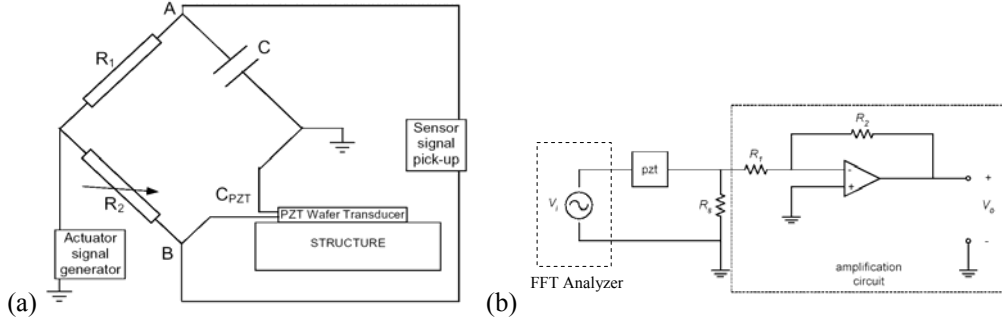 A
R1
C
Sensor
signal
pick-up
CPZT
R2
PZT Wafer Transducer
STRUCTURE
B
Actuator
signal
generator
(a)
R2
R1
pzt
-
+
+
Vi
Rs
Vo
-
amplification
circuit
FFT Analyzer
(b)